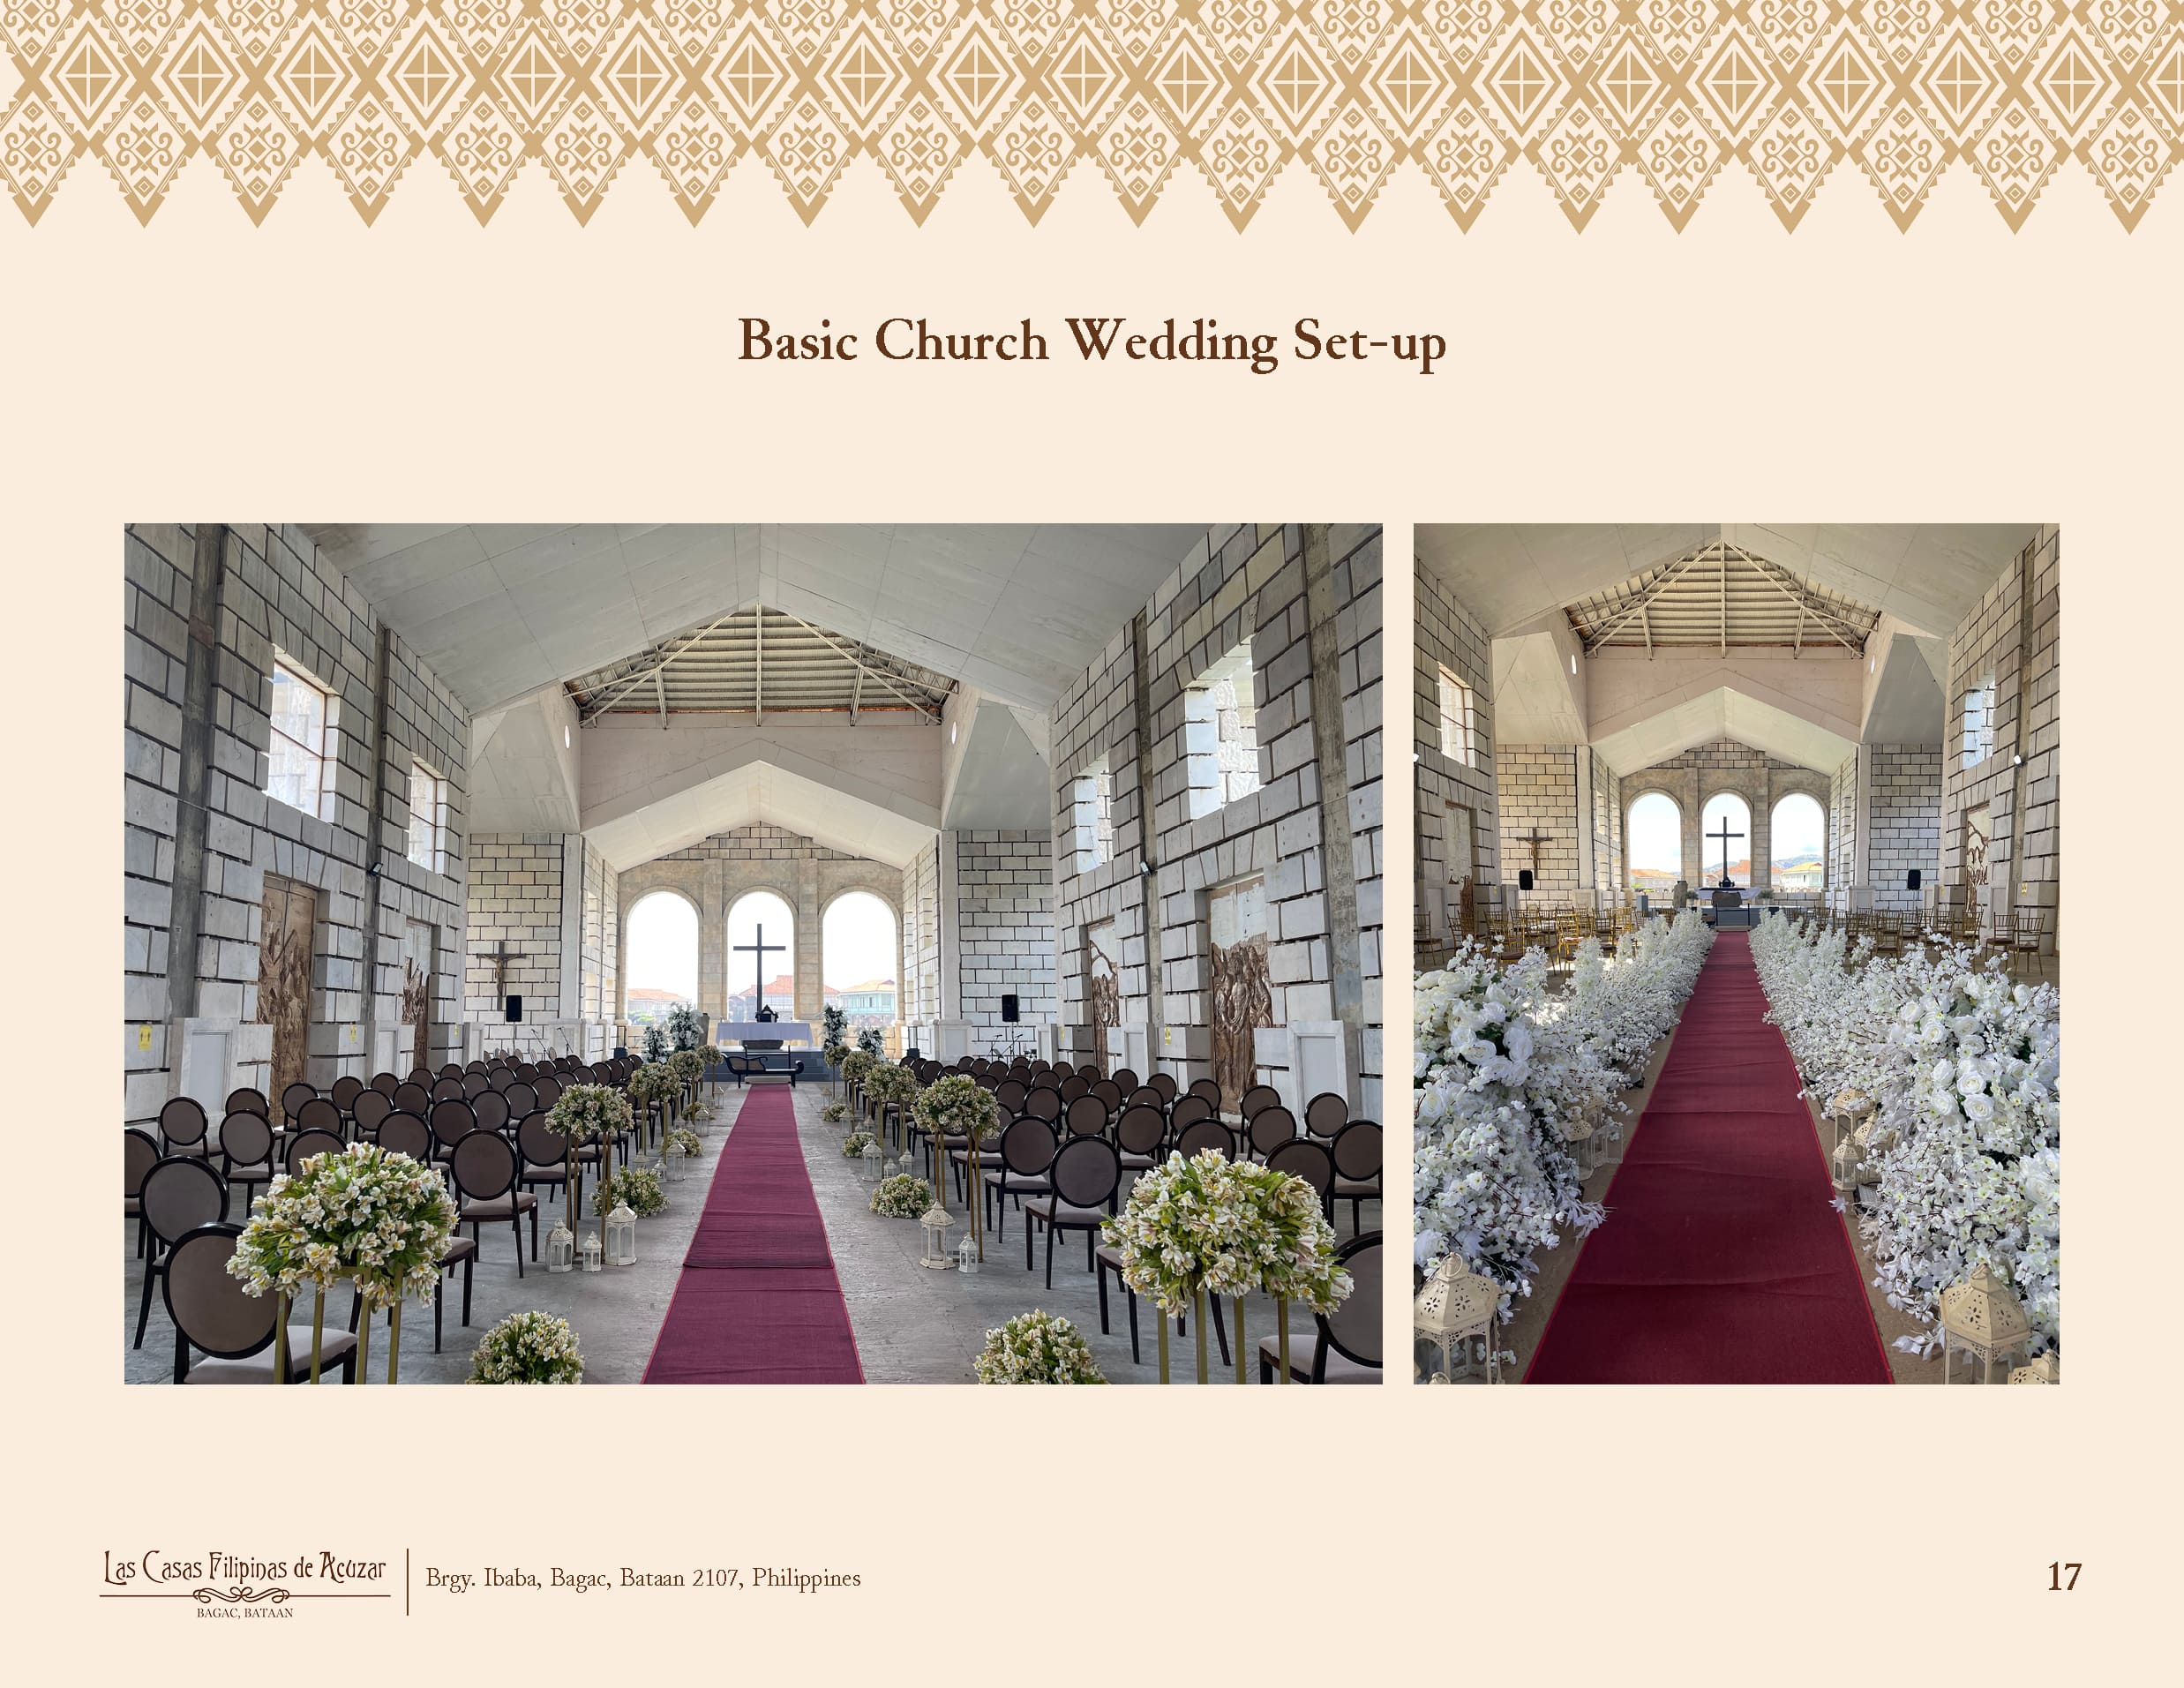 Basic Church Wedding Set-up
Las Casas Filipinas de Acuzar
BAGAC, BATAAN
Brgy. Ibaba, Bagac, Bataan 2107, Philippines
17